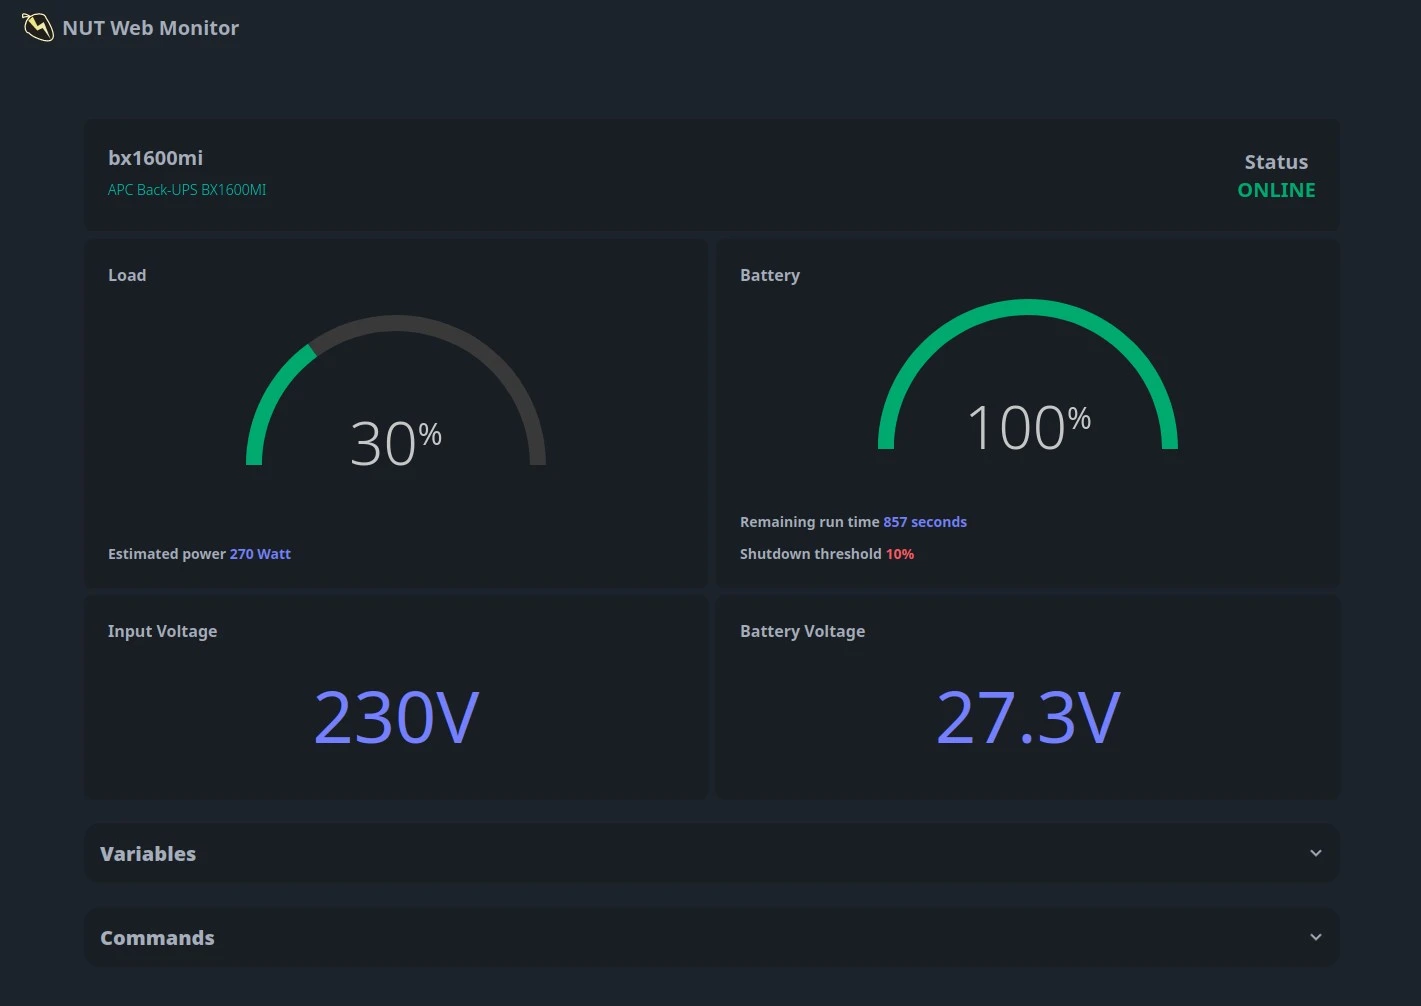 NUT Web Monitor
bx1600mi
APC Back-UPS BX1600MI
Status
ONLINE
Load
30%
Estimated power 270 Watt
Battery
100%
Remaining run time 857 seconds
Shutdown threshold 10%
Input Voltage
230V
Battery Voltage
27.3V
Variables
Commands